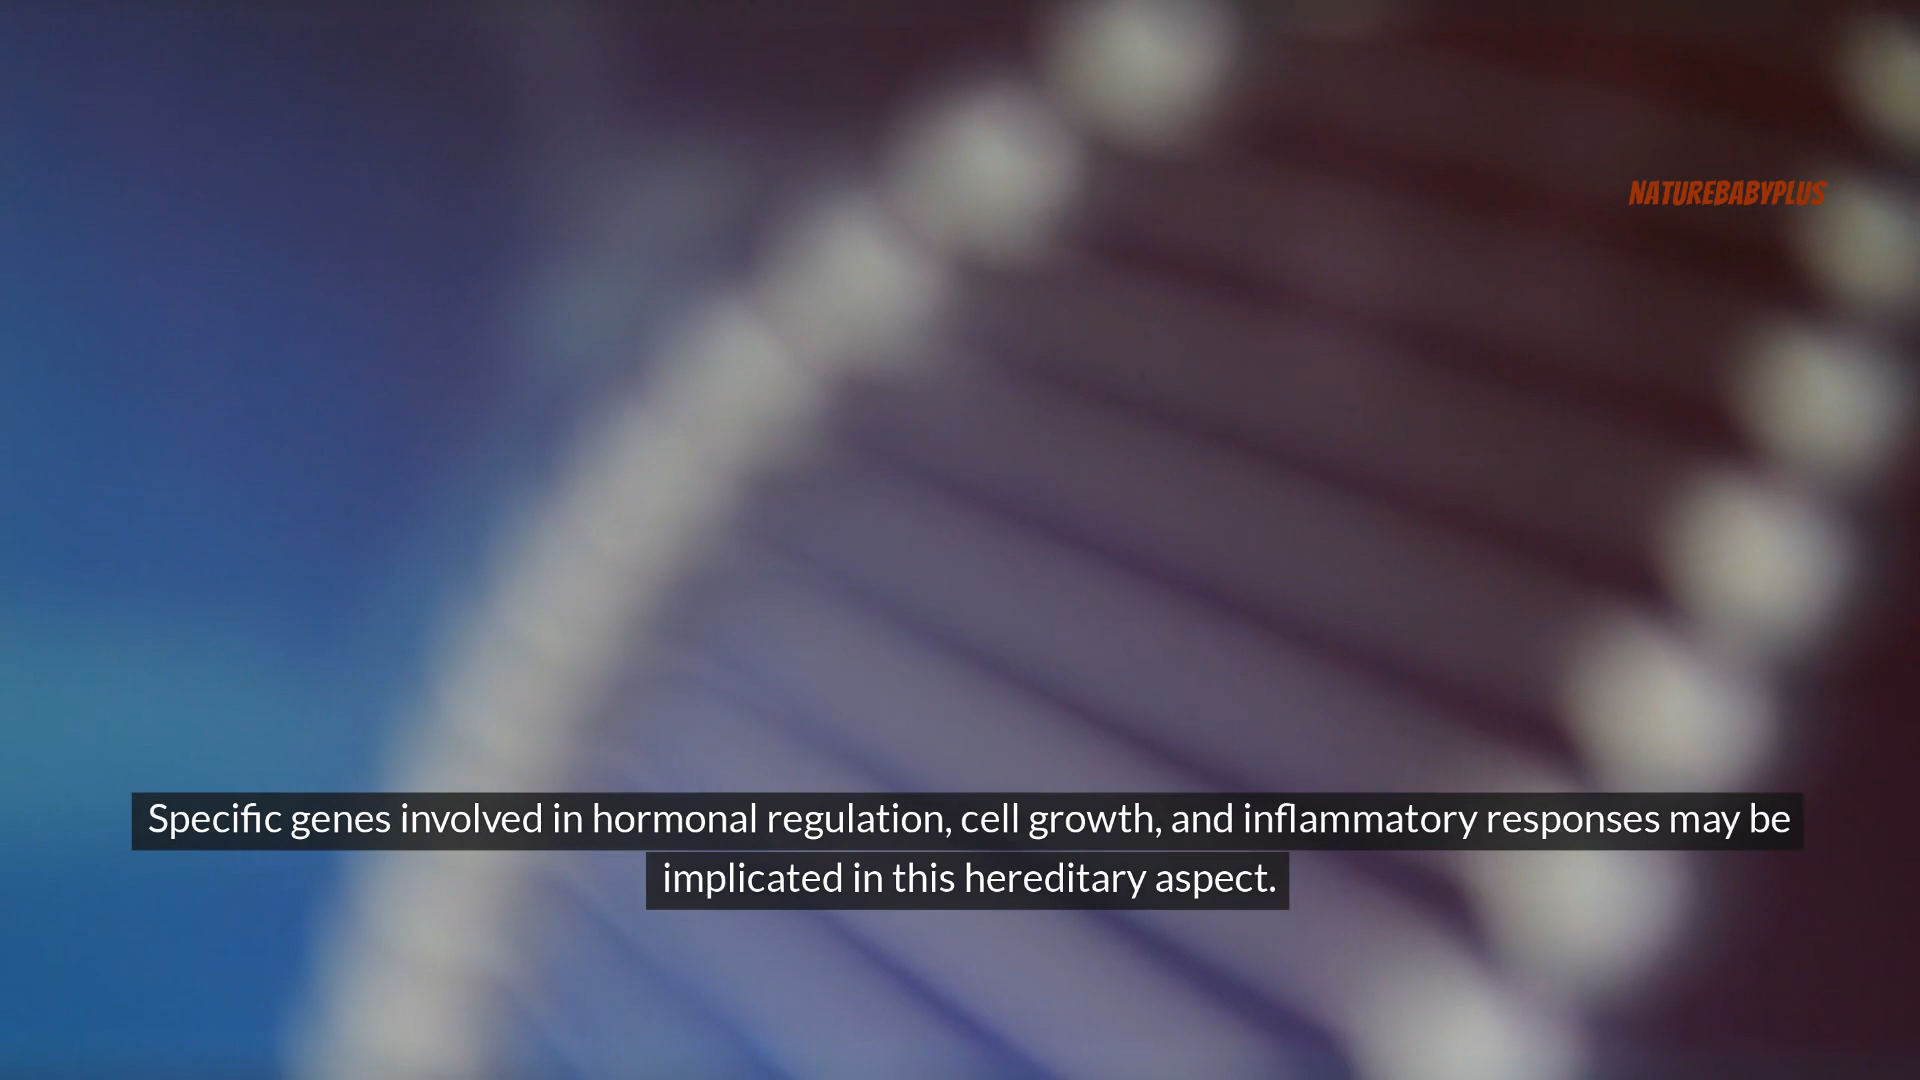 NATUREBABYPLUS
Specific genes involved in hormonal regulation, cell growth, and inflammatory responses may be
implicated in this hereditary aspect.